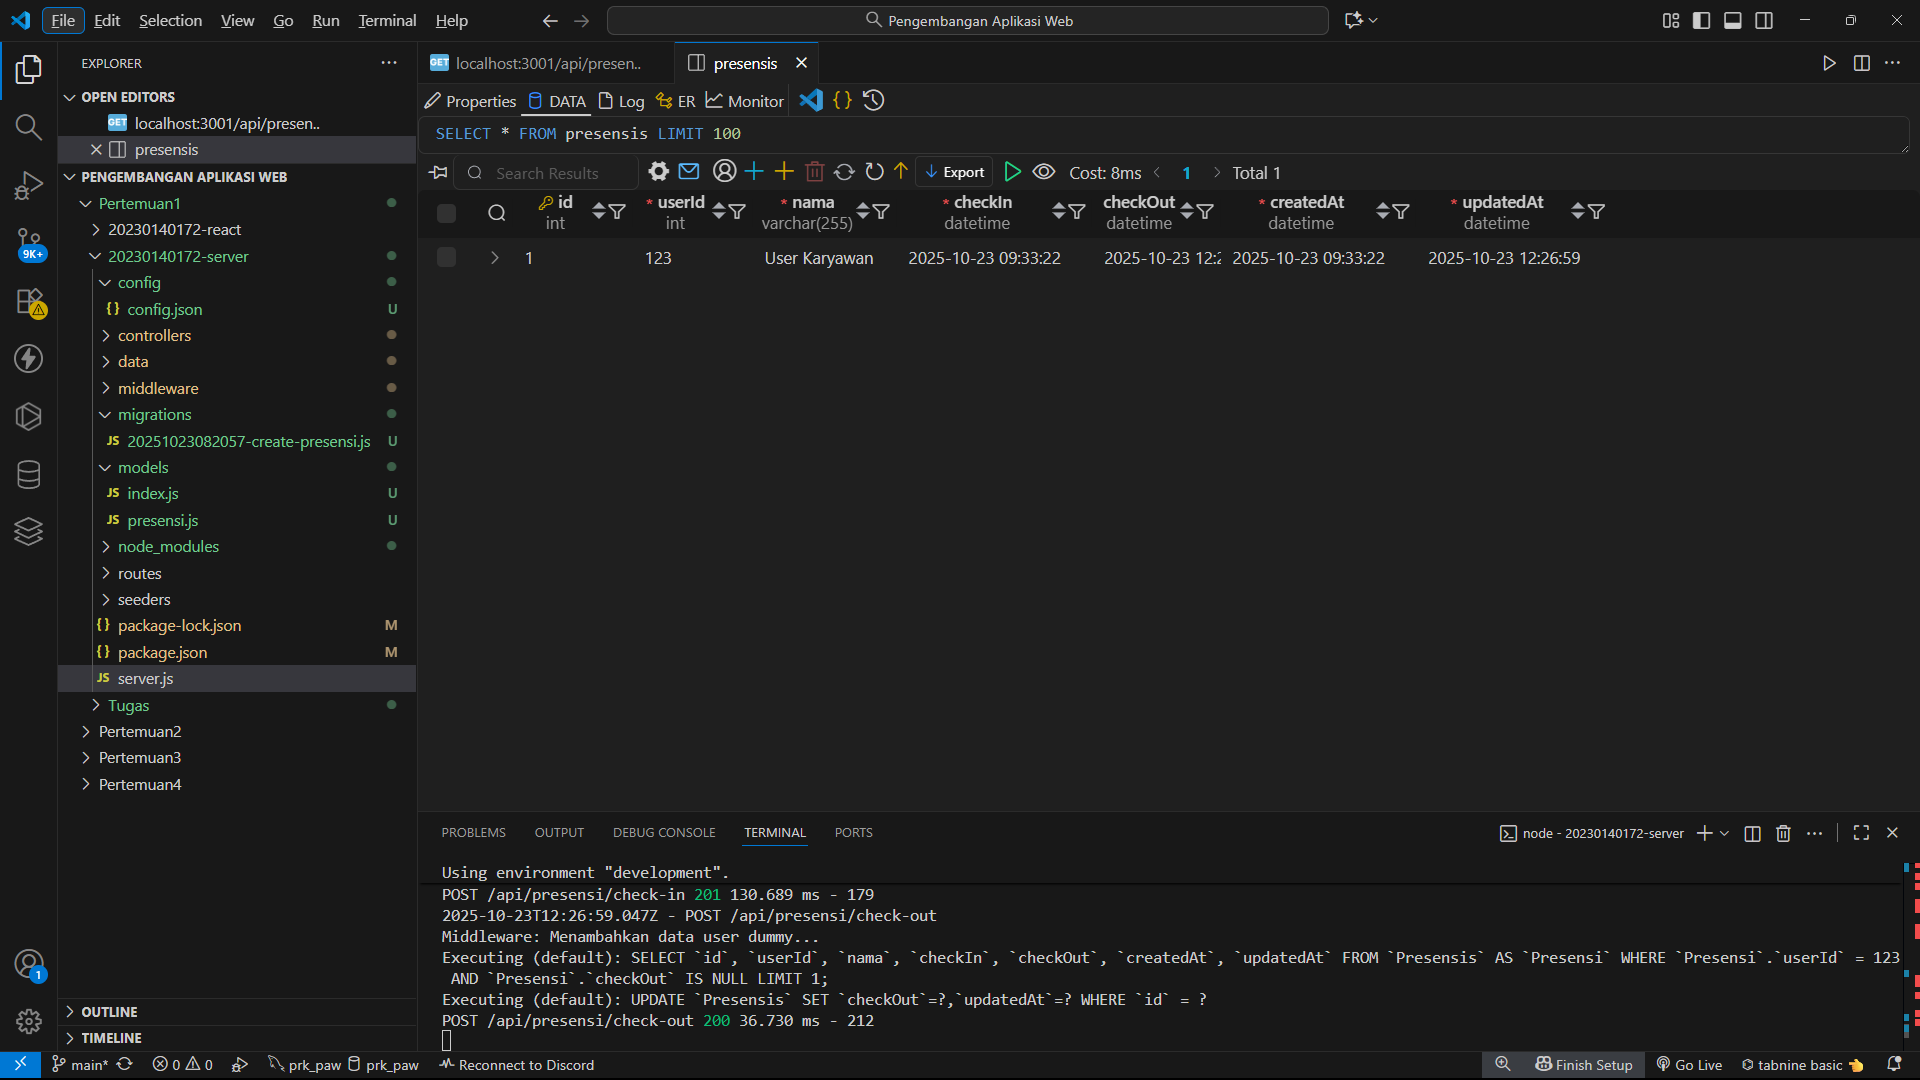 File Edit Selection View Go Run Terminal Help
Pengembangan Aplikasi Web
EXPLORER
OPEN EDITORS
GET localhost:3001/api/presen..
presensis
PENGEMBANGAN APLIKASI WEB
Pertemuan1
20230140172-react
20230140172-server
config
{} config.json U
controllers
data
middleware
migrations
JS 20251023082057-create-presensi.js U
models
JS index.js U
JS presensi.js U
node_modules
routes
seeders
{} package-lock.json M
{} package.json M
JS server.js
Tugas
Pertemuan2
Pertemuan3
Pertemuan4
OUTLINE
TIMELINE
9K+
1
GET localhost:3001/api/presen..
presensis
Properties DATA Log ER Monitor {}
SELECT * FROM presensis LIMIT 100
Search Results Export Cost: 8ms 1 Total 1
id * userId * nama * checkIn checkOut * createdAt * updatedAt
int int varchar(255) datetime datetime datetime datetime
1 123 User Karyawan 2025-10-23 09:33:22 2025-10-23 12:2 2025-10-23 09:33:22 2025-10-23 12:26:59
PROBLEMS OUTPUT DEBUG CONSOLE TERMINAL PORTS
node - 20230140172-server
Using environment "development".
POST /api/presensi/check-in 201 130.689 ms - 179
2025-10-23T12:26:59.047Z - POST /api/presensi/check-out
Middleware: Menambahkan data user dummy...
Executing (default): SELECT `id`, `userId`, `nama`, `checkIn`, `checkOut`, `createdAt`, `updatedAt` FROM `Presensis` AS `Presensi` WHERE `Presensi`.`userId` = 123
AND `Presensi`.`checkOut` IS NULL LIMIT 1;
Executing (default): UPDATE `Presensis` SET `checkOut`=?,`updatedAt`=? WHERE `id` = ?
POST /api/presensi/check-out 200 36.730 ms - 212
main* 0 0 prk_paw prk_paw Reconnect to Discord Finish Setup Go Live tabnine basic